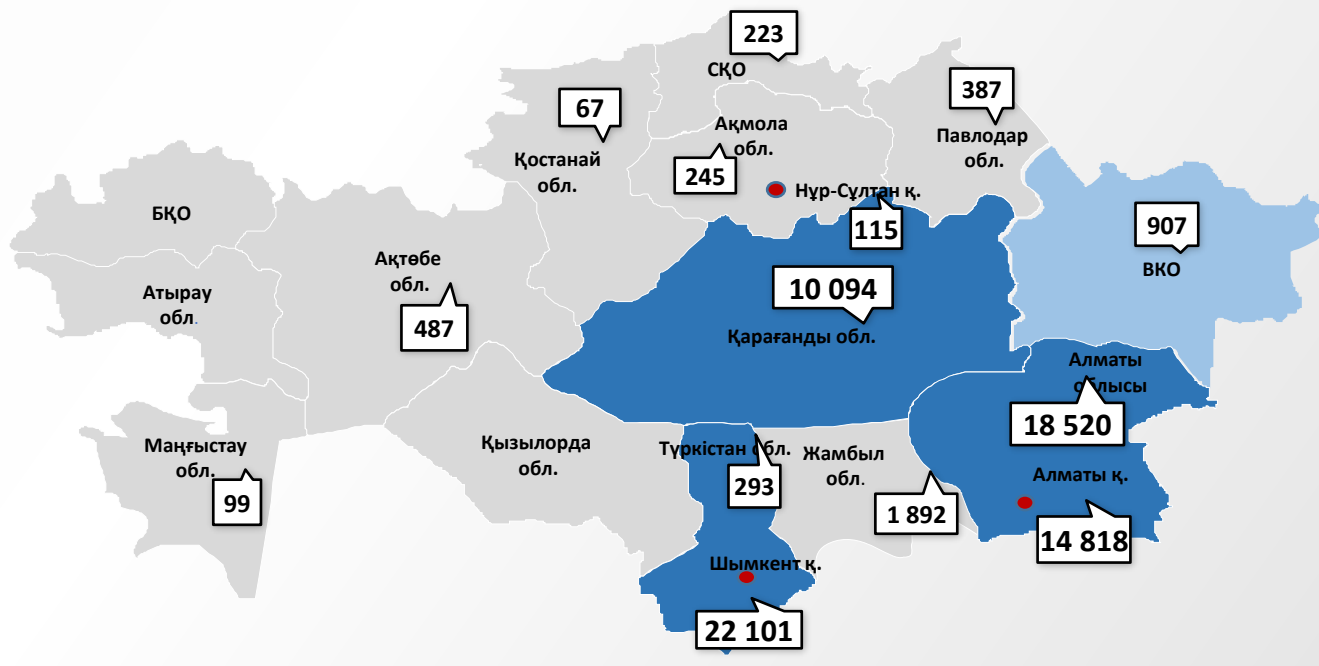 223
СҚО
387
67
Ақмола
обл.
Павлодар
обл.
Қостанай
обл.
245
Нұр-Сұлтан қ.
БҚО
115
907
Ақтөбе
обл.
ВКО
Атырау
обл.
10 094
487
Қарағанды обл.
Алматы
облысы
18 520
Маңғыстау
обл.
Қызылорда
обл.
Түркістан обл.
Жамбыл
обл.
Алматы қ.
99
293
1 892
14 818
Шымкент қ.
22 101